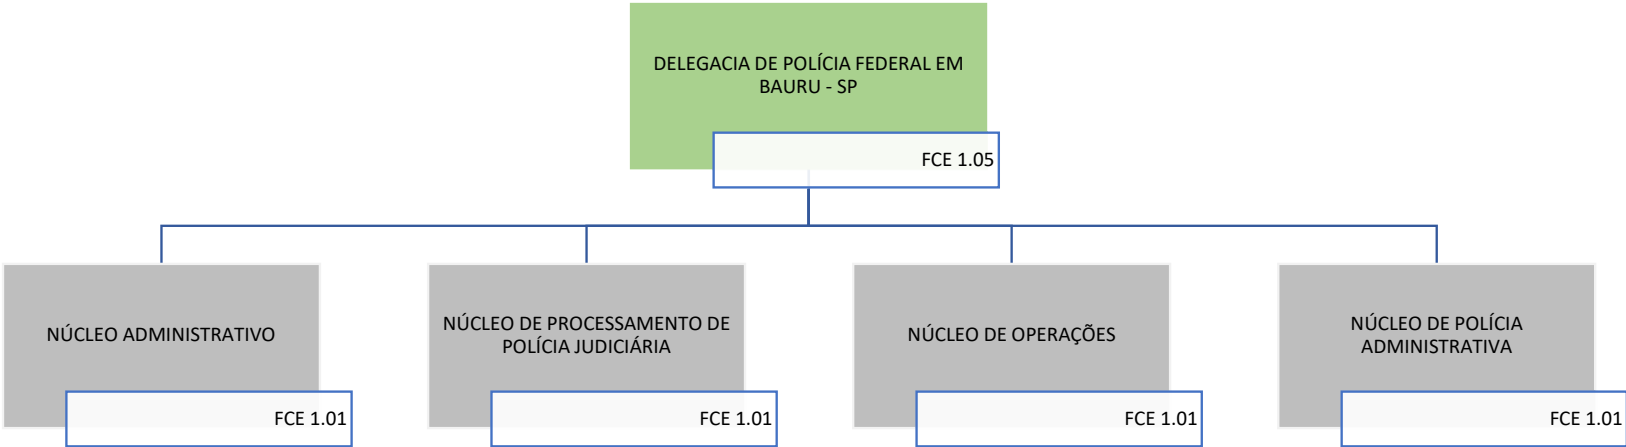 DELEGACIA DE POLÍCIA FEDERAL EM
BAURU - SP
FCE 1.05
NÚCLEO ADMINISTRATIVO
FCE 1.01
NÚCLEO DE PROCESSAMENTO DE
POLÍCIA JUDICIÁRIA
FCE 1.01
NÚCLEO DE OPERAÇÕES
FCE 1.01
NÚCLEO DE POLÍCIA
ADMINISTRATIVA
FCE 1.01